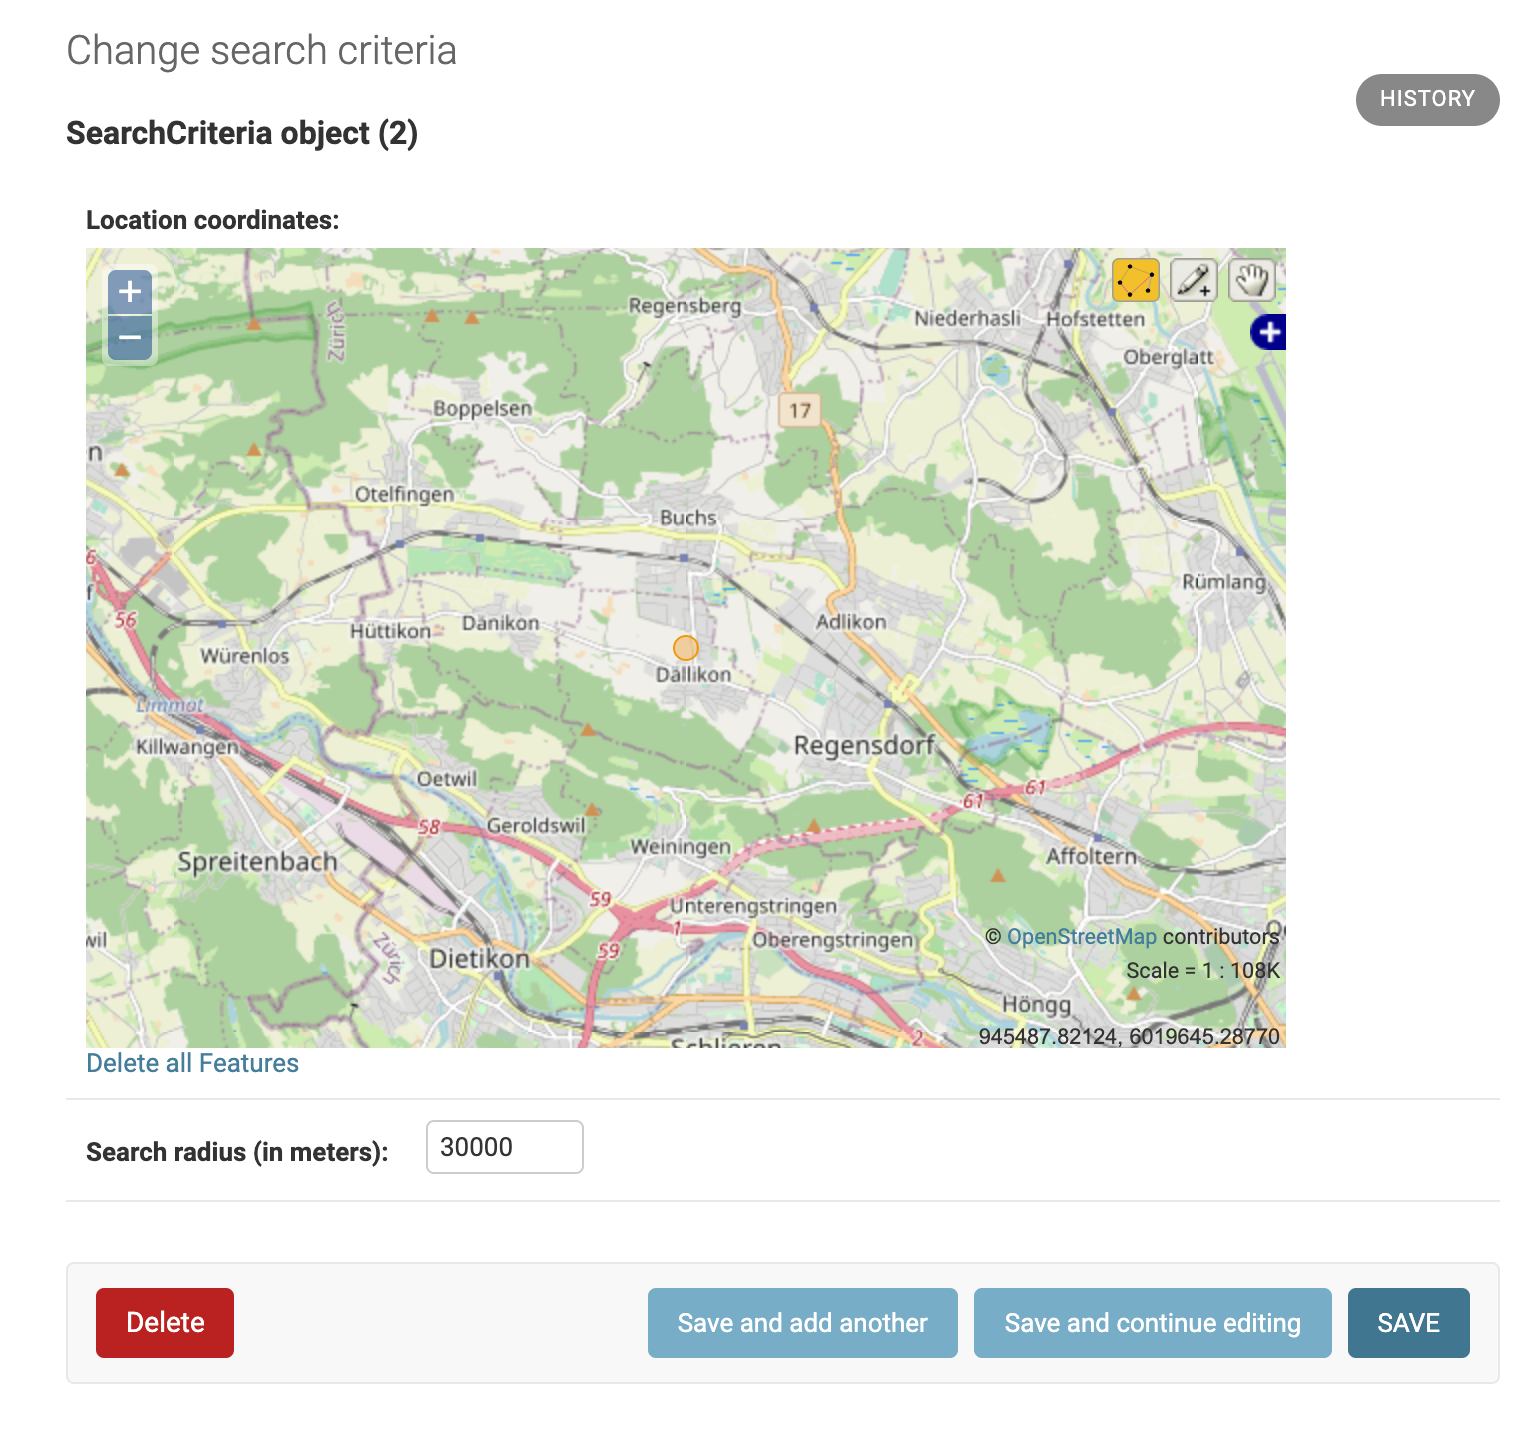 Change search criteria
HISTORY
SearchCriteria object (2)
Location coordinates:
+
−
Zürich
Regensberg
Niederhasli
Hofstetten
+
Oberglatt
Boppelsen
17
n
Otelfingen
Buchs
6
Rümlang
f
56
Hüttikon
Dänikon
Adlikon
Würenlos
Dällikon
Limmat
Killwangen
Regensdorf
Oetwil
61
61
58
Geroldswil
Weiningen
Spreitenbach
Affoltern
59
Unterengstringen
1
wil
Zürich
59
Oberengstringen
© OpenStreetMap contributors
Dietikon
Scale = 1 : 108K
Höngg
2
945487.82124, 6019645.28770
Schlieren
Delete all Features
Search radius (in meters):
30000
Delete
Save and add another
Save and continue editing
SAVE